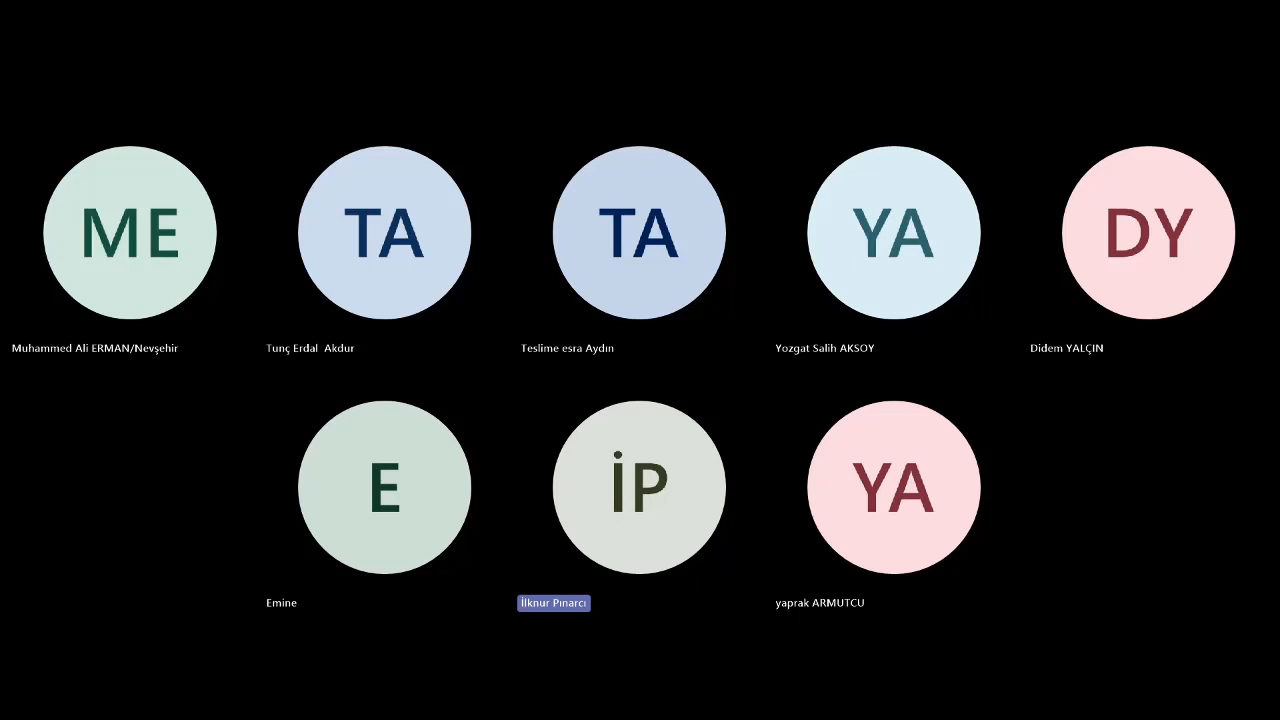 ME
TA
TA
YA
DY
Muhammed Ali ERMAN/Nevşehir
Tunç Erdal  Akdur
Teslime esra Aydın
Yozgat Salih AKSOY
Didem YALÇIN
E
İP
YA
Emine
İlknur Pınarcı
yaprak ARMUTCU